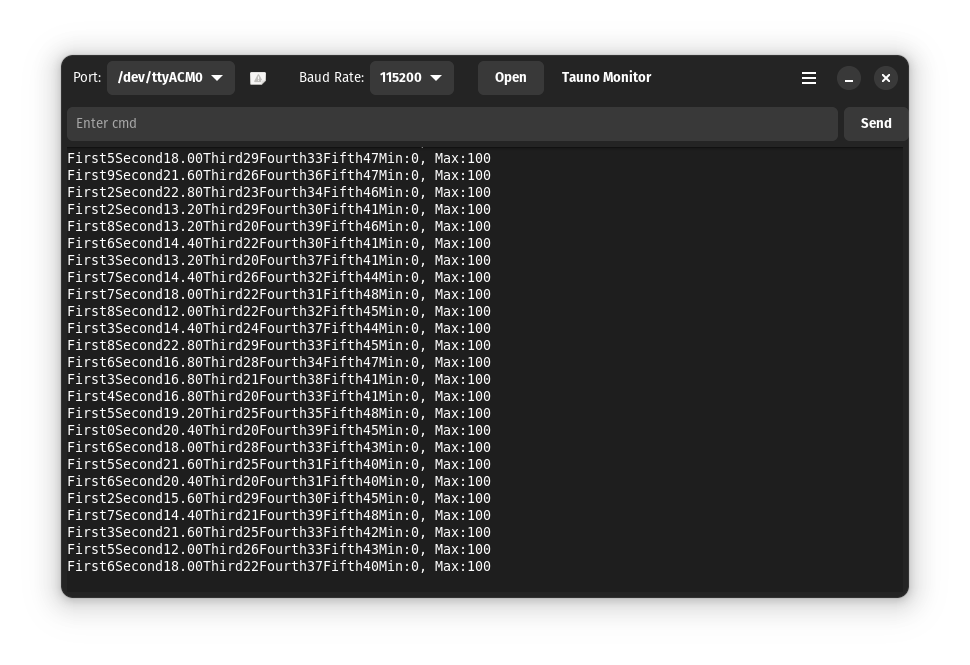 Port: /dev/ttyACM0 Baud Rate: 115200 Open Tauno Monitor
Enter cmd Send
First5Second18.00Third29Fourth33Fifth47Min:0, Max:100
First9Second21.60Third26Fourth36Fifth47Min:0, Max:100
First2Second22.80Third23Fourth34Fifth46Min:0, Max:100
First2Second13.20Third29Fourth30Fifth41Min:0, Max:100
First8Second13.20Third20Fourth39Fifth46Min:0, Max:100
First6Second14.40Third22Fourth30Fifth41Min:0, Max:100
First3Second13.20Third20Fourth37Fifth41Min:0, Max:100
First7Second14.40Third26Fourth32Fifth44Min:0, Max:100
First7Second18.00Third22Fourth31Fifth48Min:0, Max:100
First8Second12.00Third22Fourth32Fifth45Min:0, Max:100
First3Second14.40Third24Fourth37Fifth44Min:0, Max:100
First8Second22.80Third29Fourth33Fifth45Min:0, Max:100
First6Second16.80Third28Fourth34Fifth47Min:0, Max:100
First3Second16.80Third21Fourth38Fifth41Min:0, Max:100
First4Second16.80Third20Fourth33Fifth41Min:0, Max:100
First5Second19.20Third25Fourth35Fifth48Min:0, Max:100
First0Second20.40Third20Fourth39Fifth45Min:0, Max:100
First6Second18.00Third28Fourth33Fifth43Min:0, Max:100
First5Second21.60Third25Fourth31Fifth40Min:0, Max:100
First6Second20.40Third20Fourth31Fifth40Min:0, Max:100
First2Second15.60Third29Fourth30Fifth45Min:0, Max:100
First7Second14.40Third21Fourth39Fifth48Min:0, Max:100
First3Second21.60Third25Fourth33Fifth42Min:0, Max:100
First5Second12.00Third26Fourth33Fifth43Min:0, Max:100
First6Second18.00Third22Fourth37Fifth40Min:0, Max:100